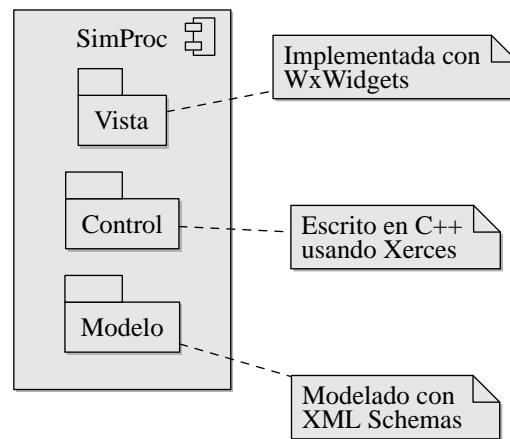 SimProc
Implementada con
WxWidgets
Vista
Control
Escrito en C++
usando Xerces
Modelo
Modelado con
XML Schemas